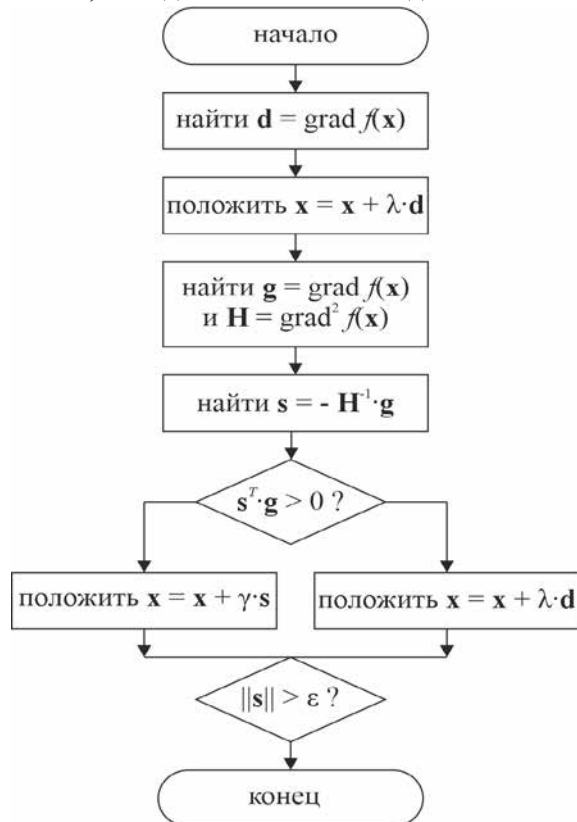 начало
найти d = grad f(x)
положить x = x + λ·d
найти g = grad f(x)
и H = grad² f(x)
найти s = - H⁻¹·g
sᵀ·g > 0 ?
положить x = x + γ·s
положить x = x + λ·d
||s|| > ε ?
конец